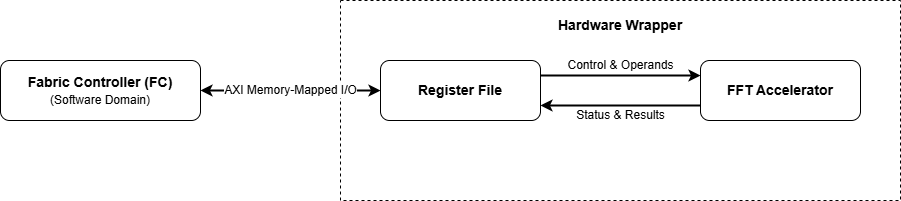 Hardware Wrapper
Fabric Controller (FC)
(Software Domain)
AXI Memory-Mapped I/O
Register File
Control & Operands
Status & Results
FFT Accelerator